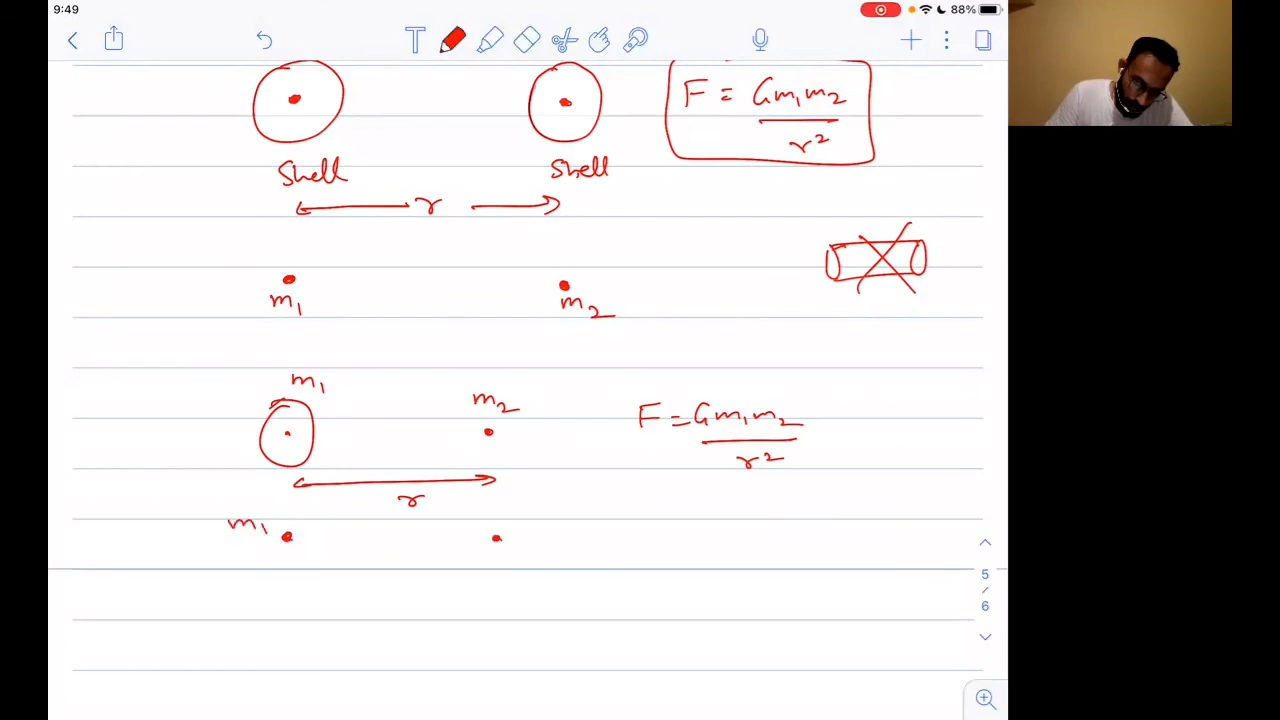 9:49
88%
F = Gm₁m₂
r²
Shell
Shell
r
m₁
m₂
m₁
m₂
F = Gm₁m₂
r²
r
m₁
5
/
6